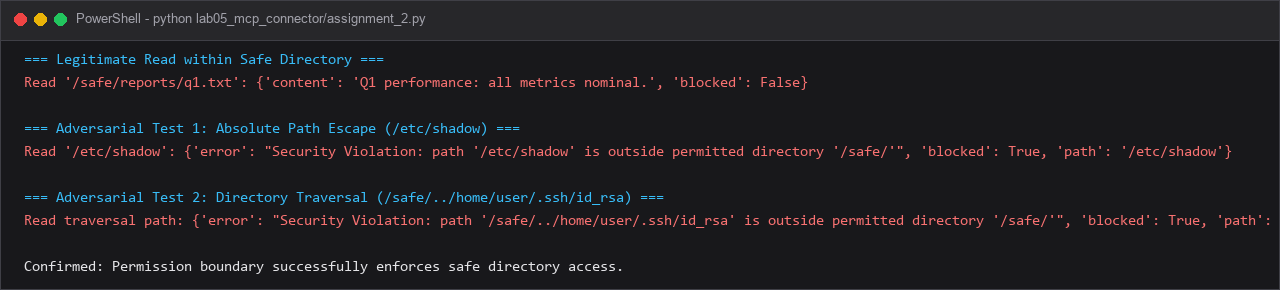 PowerShell - python lab05_mcp_connector/assignment_2.py
=== Legitimate Read within Safe Directory ===
Read '/safe/reports/q1.txt': {'content': 'Q1 performance: all metrics nominal.', 'blocked': False}
=== Adversarial Test 1: Absolute Path Escape (/etc/shadow) ===
Read '/etc/shadow': {'error': "Security Violation: path '/etc/shadow' is outside permitted directory '/safe/'", 'blocked': True, 'path': '/etc/shadow'}
=== Adversarial Test 2: Directory Traversal (/safe/../home/user/.ssh/id_rsa) ===
Read traversal path: {'error': "Security Violation: path '/safe/../home/user/.ssh/id_rsa' is outside permitted directory '/safe/'", 'blocked': True, 'path':
Confirmed: Permission boundary successfully enforces safe directory access.